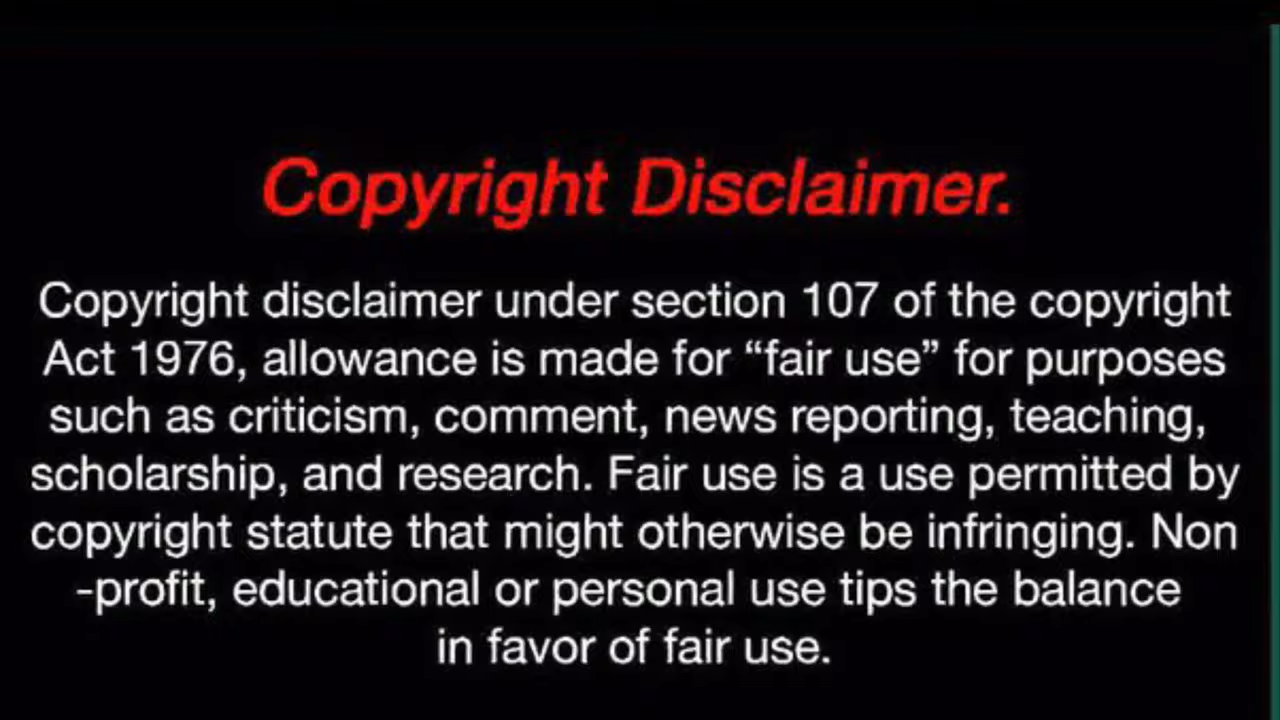 Copyright Disclaimer.
Copyright disclaimer under section 107 of the copyright
Act 1976, allowance is made for “fair use” for purposes
such as criticism, comment, news reporting, teaching,
scholarship, and research. Fair use is a use permitted by
copyright statute that might otherwise be infringing. Non
-profit, educational or personal use tips the balance
in favor of fair use.